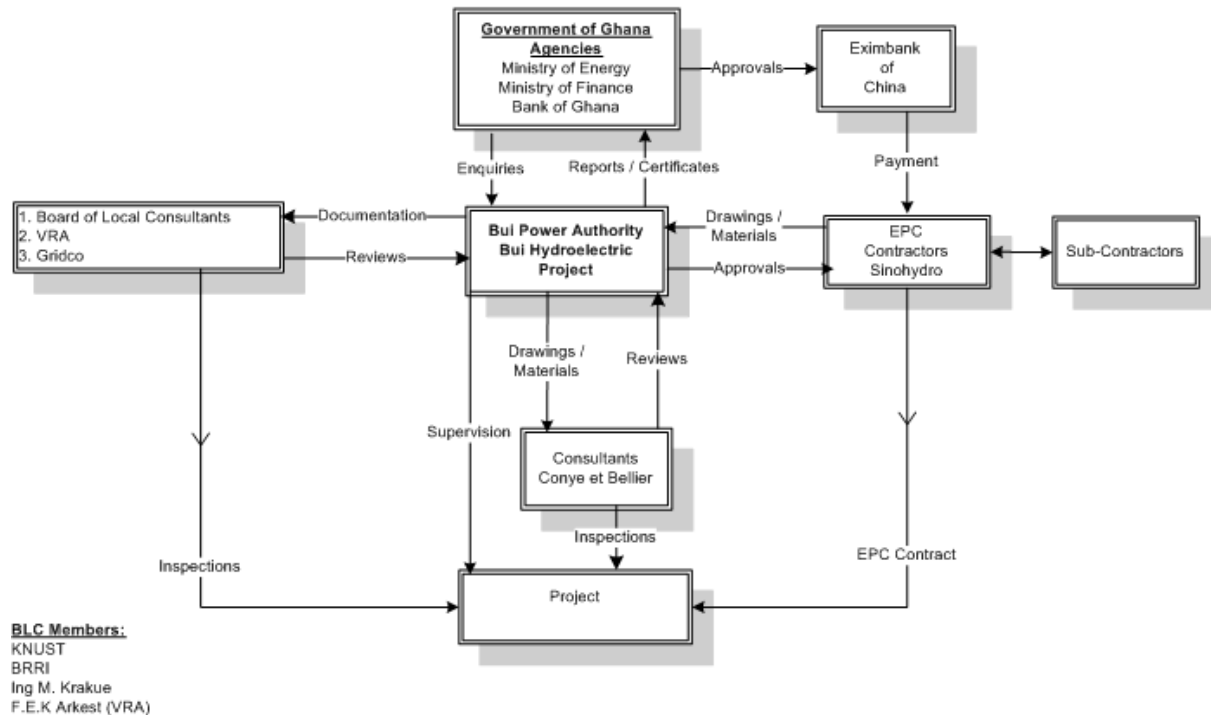 Government of Ghana
Agencies
Ministry of Energy
Ministry of Finance
Bank of Ghana
Approvals
Eximbank
of
China
Enquiries
Reports / Certificates
Payment
1. Board of Local Consultants
2. VRA
3. Gridco
Documentation
Reviews
Bui Power Authority
Bui Hydroelectric
Project
Drawings /
Materials
Approvals
EPC
Contractors
Sinohydro
Sub-Contractors
Drawings /
Materials
Reviews
Supervision
Consultants
Conye et Bellier
Inspections
Inspections
EPC Contract
Project
BLC Members:
KNUST
BRRI
Ing M. Krakue
F.E.K Arkest (VRA)